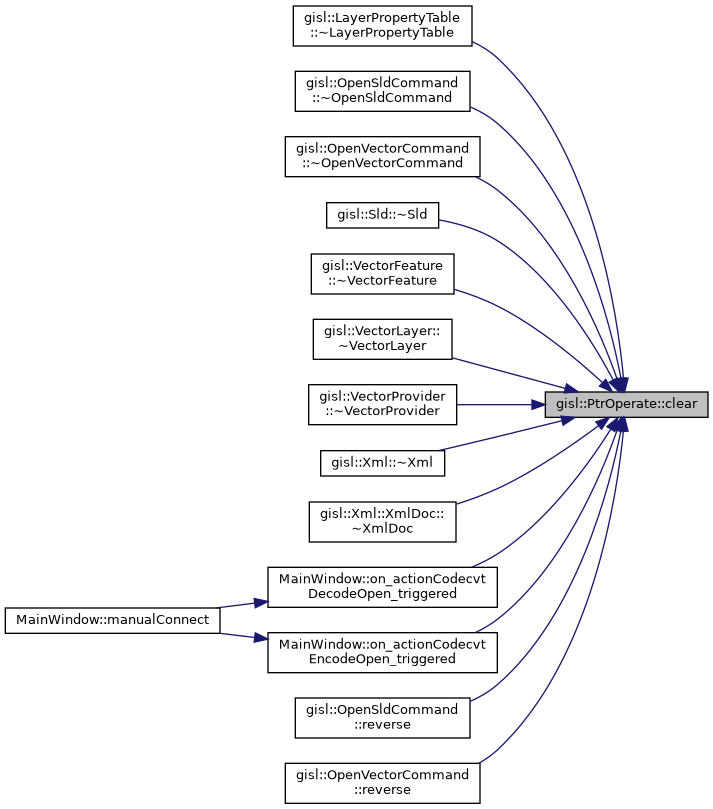 gisl::LayerPropertyTable
::~LayerPropertyTable
gisl::OpenSldCommand
::~OpenSldCommand
gisl::OpenVectorCommand
::~OpenVectorCommand
gisl::Sld::~Sld
gisl::VectorFeature
::~VectorFeature
gisl::VectorLayer::
~VectorLayer
gisl::VectorProvider
::~VectorProvider
gisl::PtrOperate::clear
gisl::Xml::~Xml
gisl::Xml::XmlDoc::
~XmlDoc
MainWindow::on_actionCodecvt
DecodeOpen_triggered
MainWindow::manualConnect
MainWindow::on_actionCodecvt
EncodeOpen_triggered
gisl::OpenSldCommand
::reverse
gisl::OpenVectorCommand
::reverse